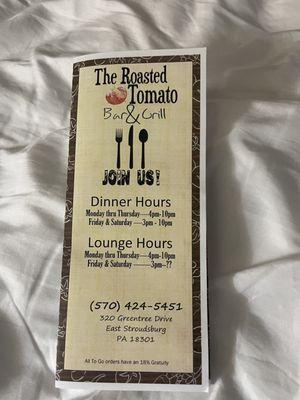 The Roasted
Tomato
Bar & Grill
JOIN US!
Dinner Hours
Monday thru Thursday----4pm-10pm
Friday & Saturday----3pm - 10pm
Lounge Hours
Monday thru Thursday----4pm-10pm
Friday & Saturday --------3pm--??
(570) 424-5451
320 Greentree Drive
East Stroudsburg
PA 18301
All To Go orders have an 18% Gratuity